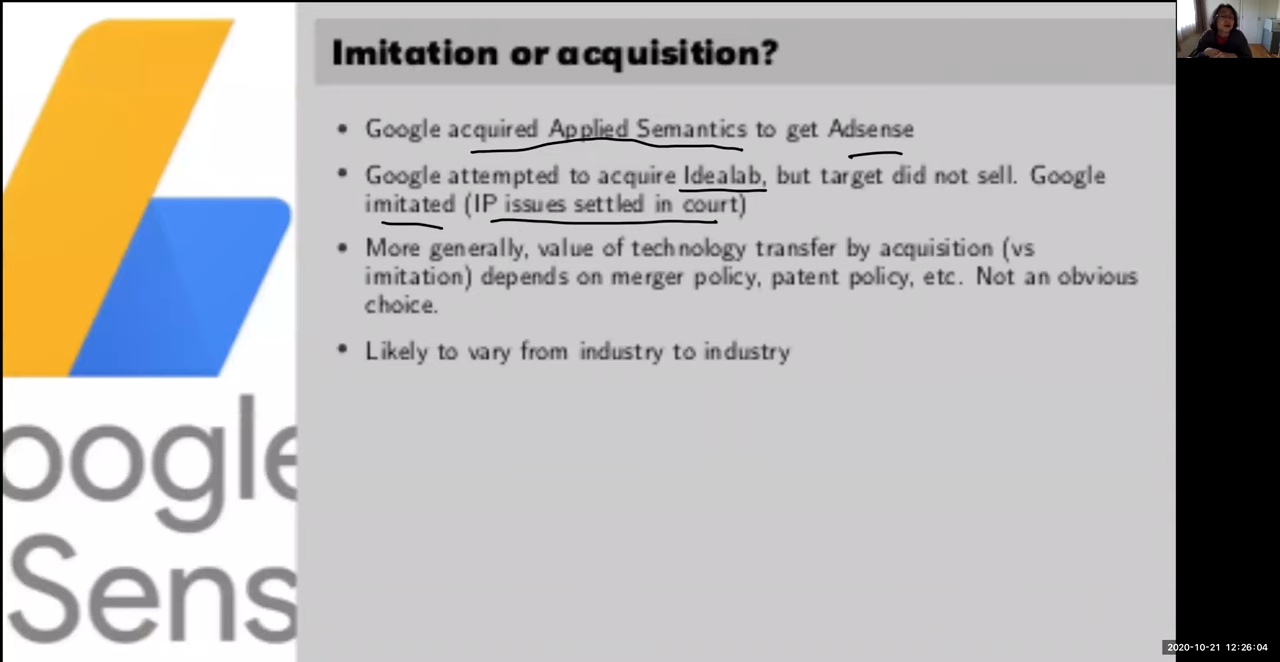 Imitation or acquisition?
• Google acquired Applied Semantics to get Adsense
• Google attempted to acquire Idealab, but target did not sell. Google
imitated (IP issues settled in court)
• More generally, value of technology transfer by acquisition (vs
imitation) depends on merger policy, patent policy, etc. Not an obvious
choice.
• Likely to vary from industry to industry
oogle
Sens
2020-10-21 12:26:04